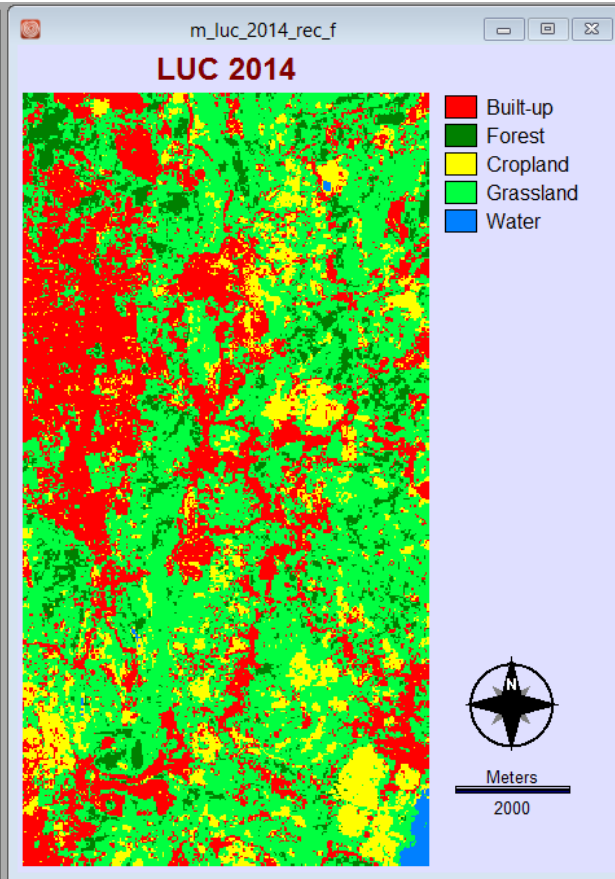 m_luc_2014_rec_f
LUC 2014
Built-up
Forest
Cropland
Grassland
Water
N
Meters
2000